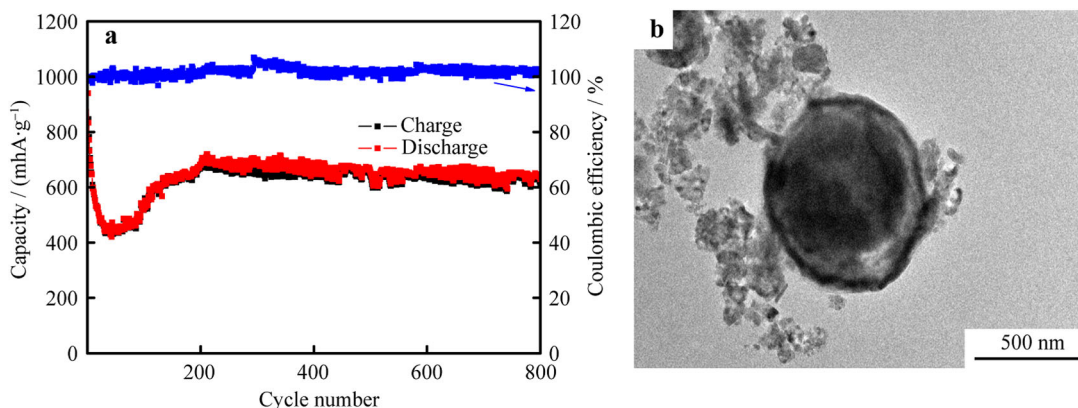 a
1200
1000
800
600
400
200
0
Capacity / (mhA·g⁻¹)
120
100
80
60
40
20
0
Coulombic efficiency / %
Charge
Discharge
200
400
600
800
Cycle number
b
500 nm